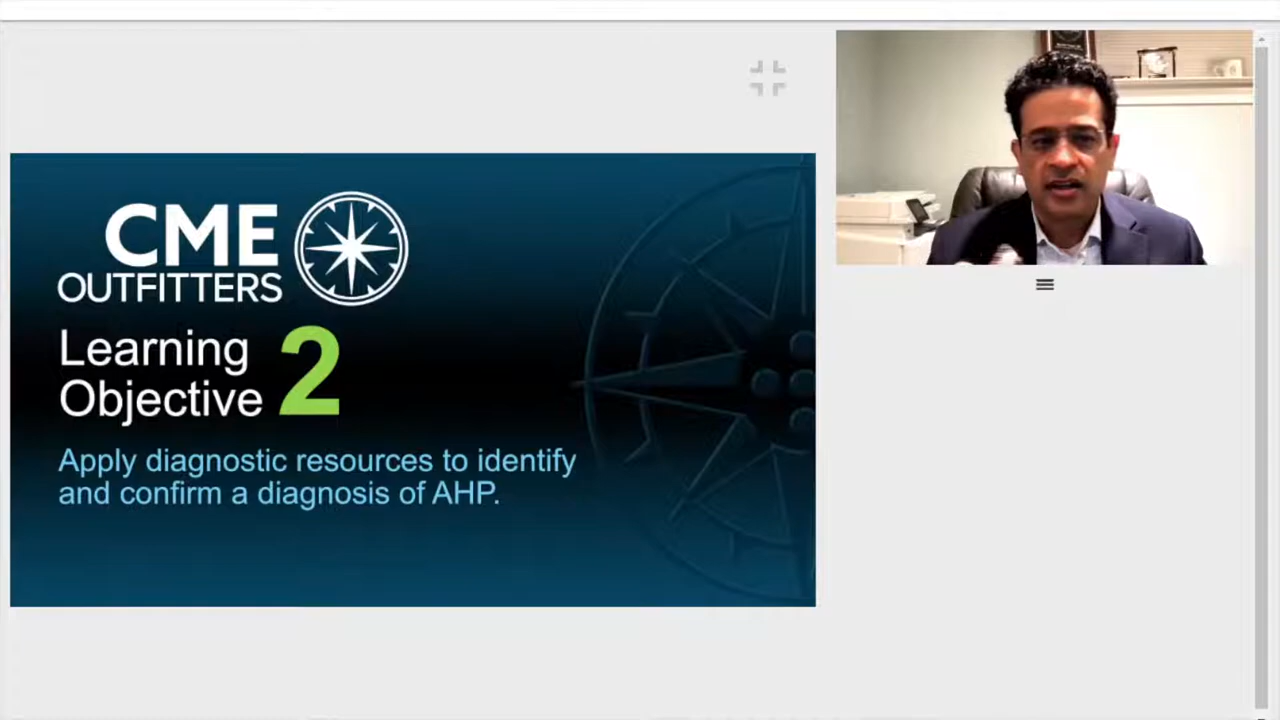 CME
OUTFITTERS
Learning
Objective 2
Apply diagnostic resources to identify
and confirm a diagnosis of AHP.